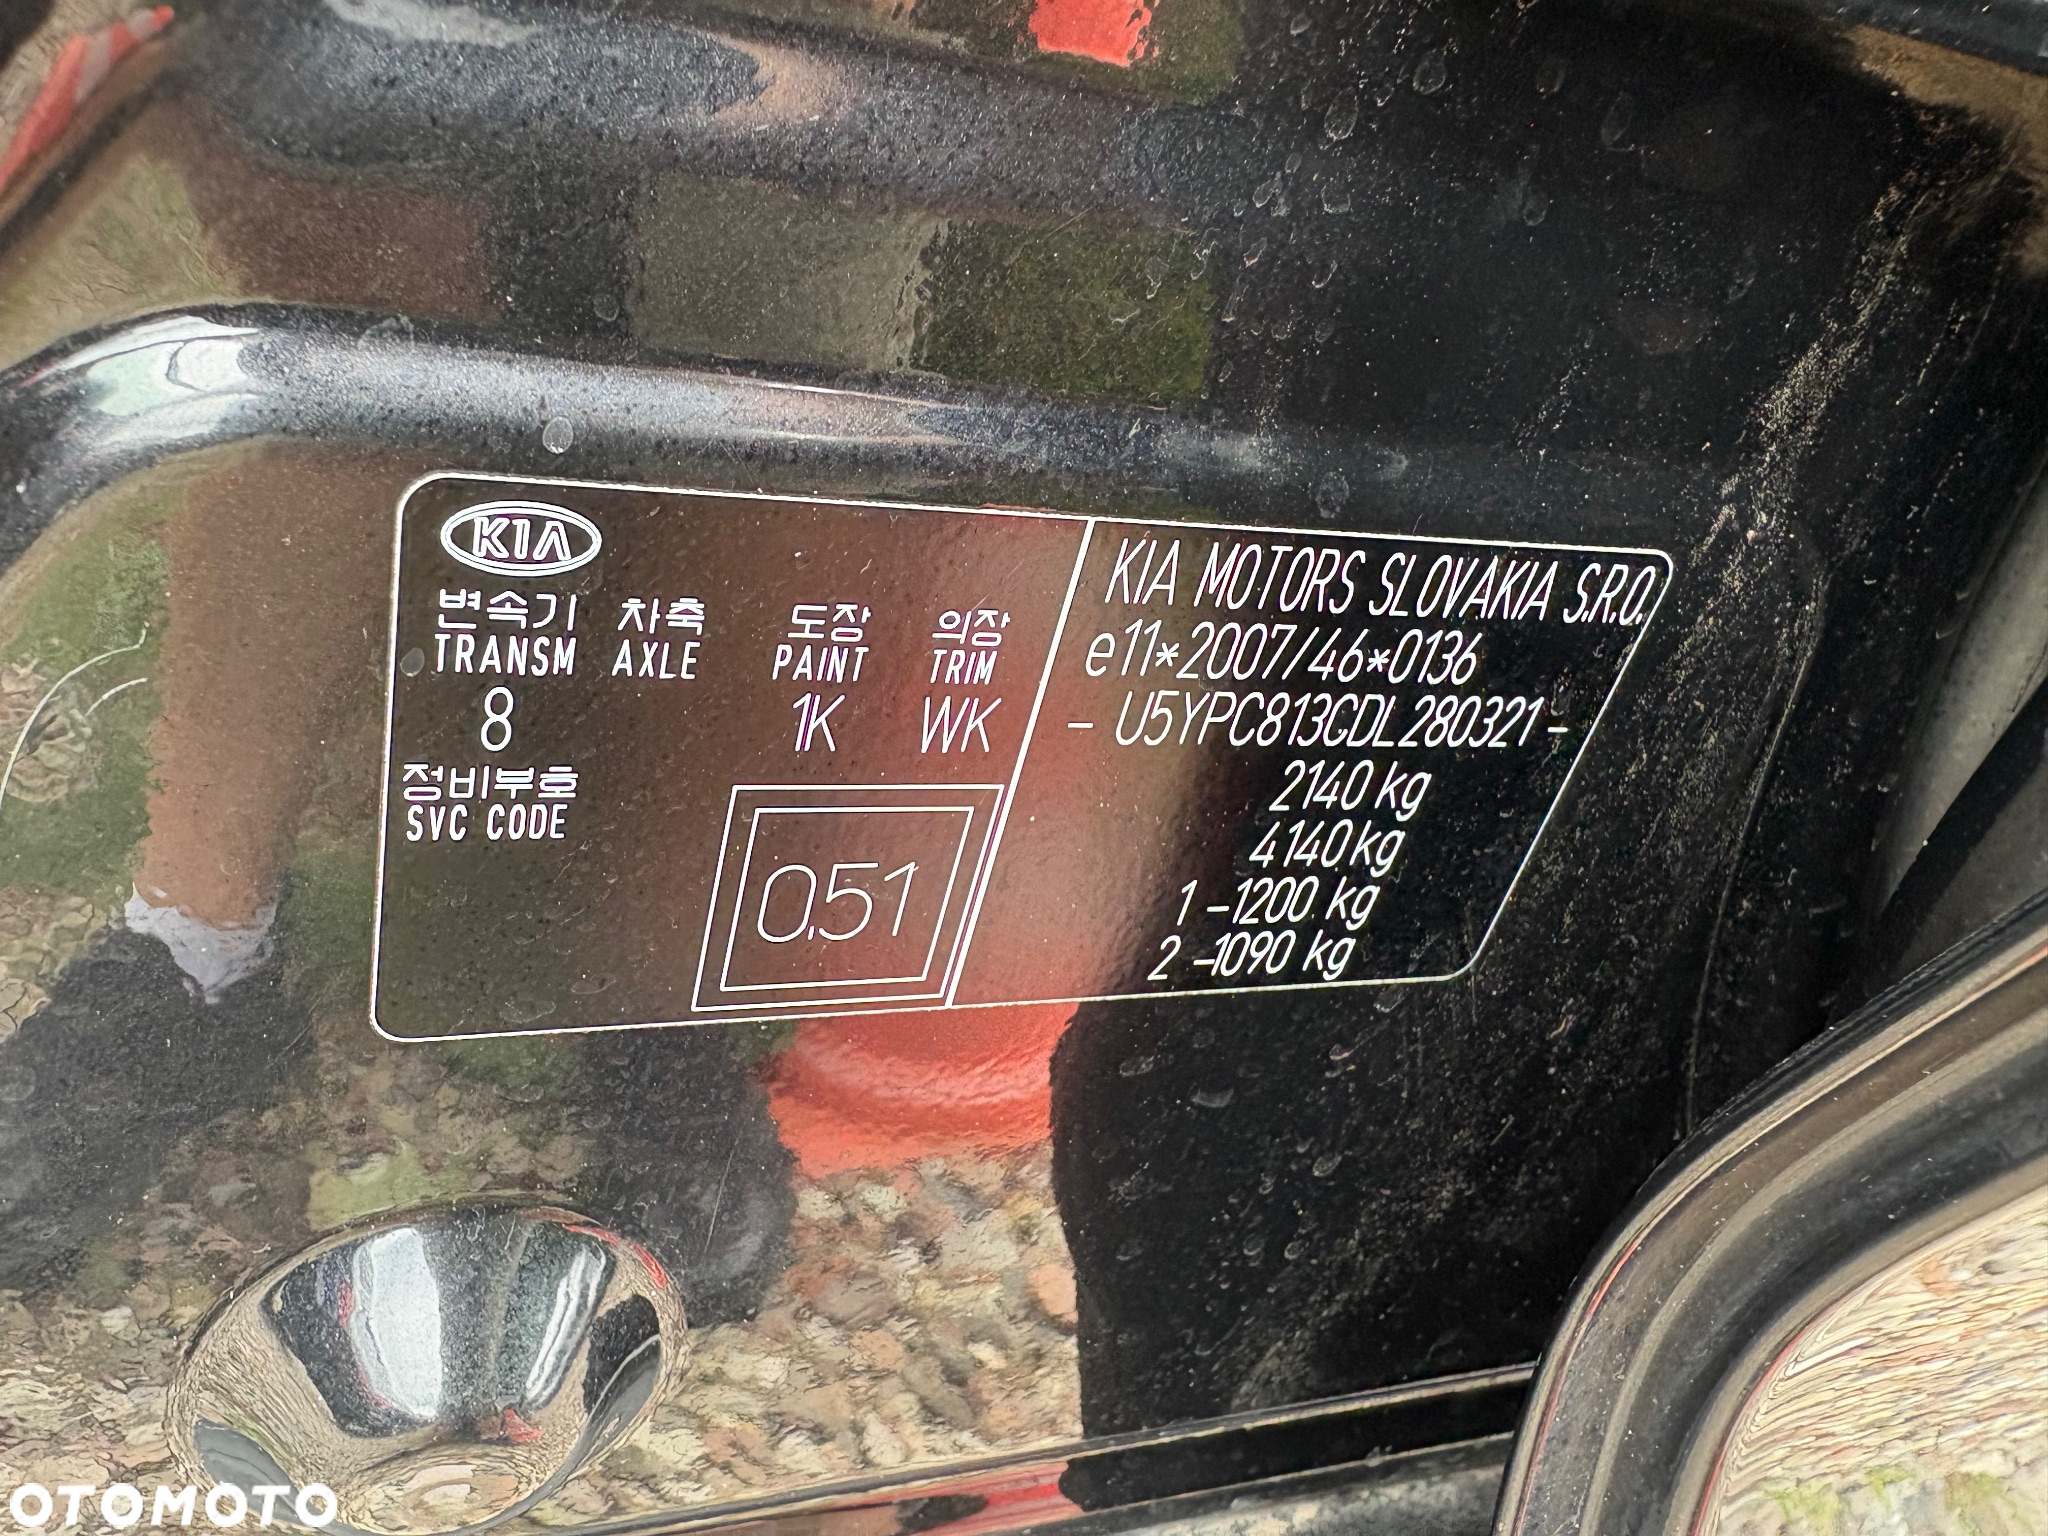 KIA
변속기 차축 도장 의장
TRANSM AXLE PAINT TRIM
8 1K WK
정비부호
SVC CODE
0,51
KIA MOTORS SLOVAKIA S.R.O.
e11*2007/46*0136
- U5YPC813CDL280321 -
2140 kg
4140 kg
1 -1200 kg
2 -1090 kg
OTOMOTO